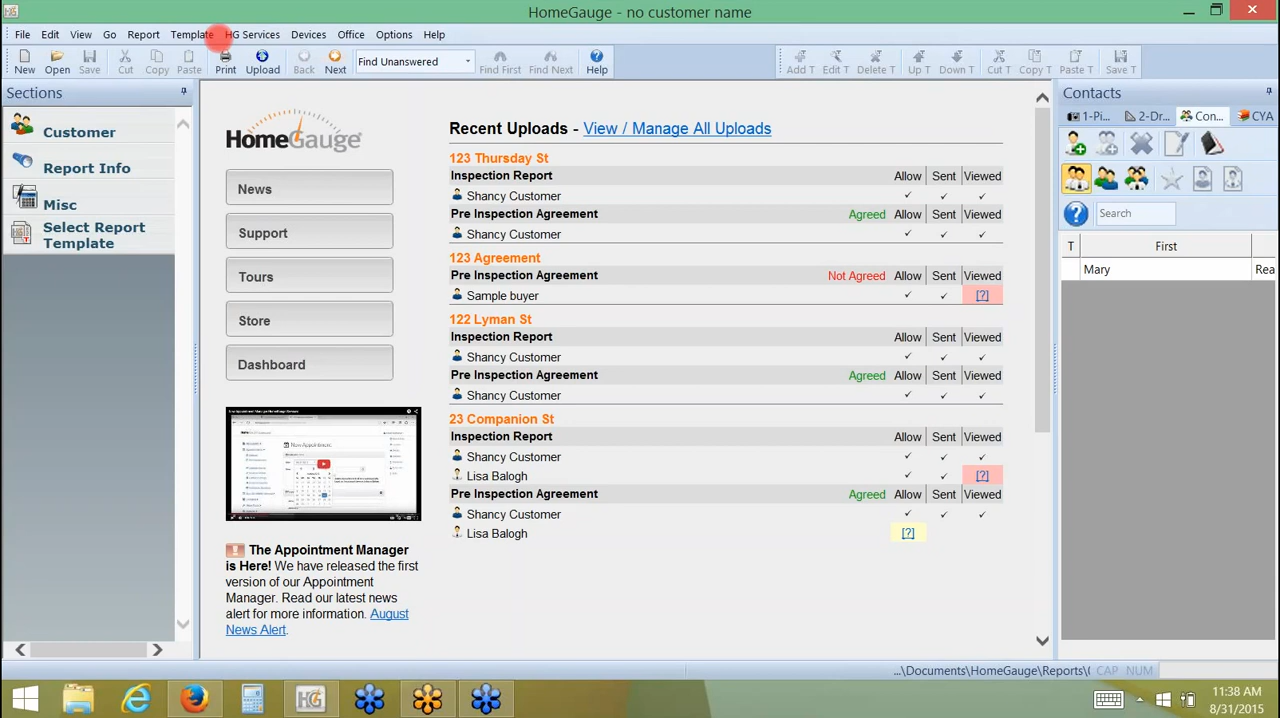 HomeGauge - no customer name
File Edit View Go Report Template HG Services Devices Office Options Help
New Open Save Cut Copy Paste Print Upload Back Next Find Unanswered Find First Find Next Help Add T Edit T Delete T Up T Down T Cut T Copy T Paste T Save T
Sections
Customer
Report Info
Misc
Select Report
Template
HomeGauge
News
Support
Tours
Store
Dashboard
The Appointment Manager
is Here! We have released the first
version of our Appointment
Manager. Read our latest news
alert for more information. August
News Alert.
Recent Uploads - View / Manage All Uploads
123 Thursday St
Inspection Report Allow Sent Viewed
Shancy Customer ✓ ✓ ✓
Pre Inspection Agreement Agreed Allow Sent Viewed
Shancy Customer ✓ ✓ ✓
123 Agreement
Pre Inspection Agreement Not Agreed Allow Sent Viewed
Sample buyer ✓ ✓ [?]
122 Lyman St
Inspection Report Allow Sent Viewed
Shancy Customer ✓ ✓ ✓
Pre Inspection Agreement Agreed Allow Sent Viewed
Shancy Customer ✓ ✓ ✓
23 Companion St
Inspection Report Allow Sent Viewed
Shancy Customer ✓ ✓ ✓
Lisa Balogh ✓ ✓ [?]
Pre Inspection Agreement Agreed Allow Sent Viewed
Shancy Customer ✓ ✓ ✓
Lisa Balogh [?]
Contacts
1-Pi... 2-Dr... Con... CYA
Search
T First
Mary Rea
...\Documents\HomeGauge\Reports\( CAP NUM
11:38 AM
8/31/2015